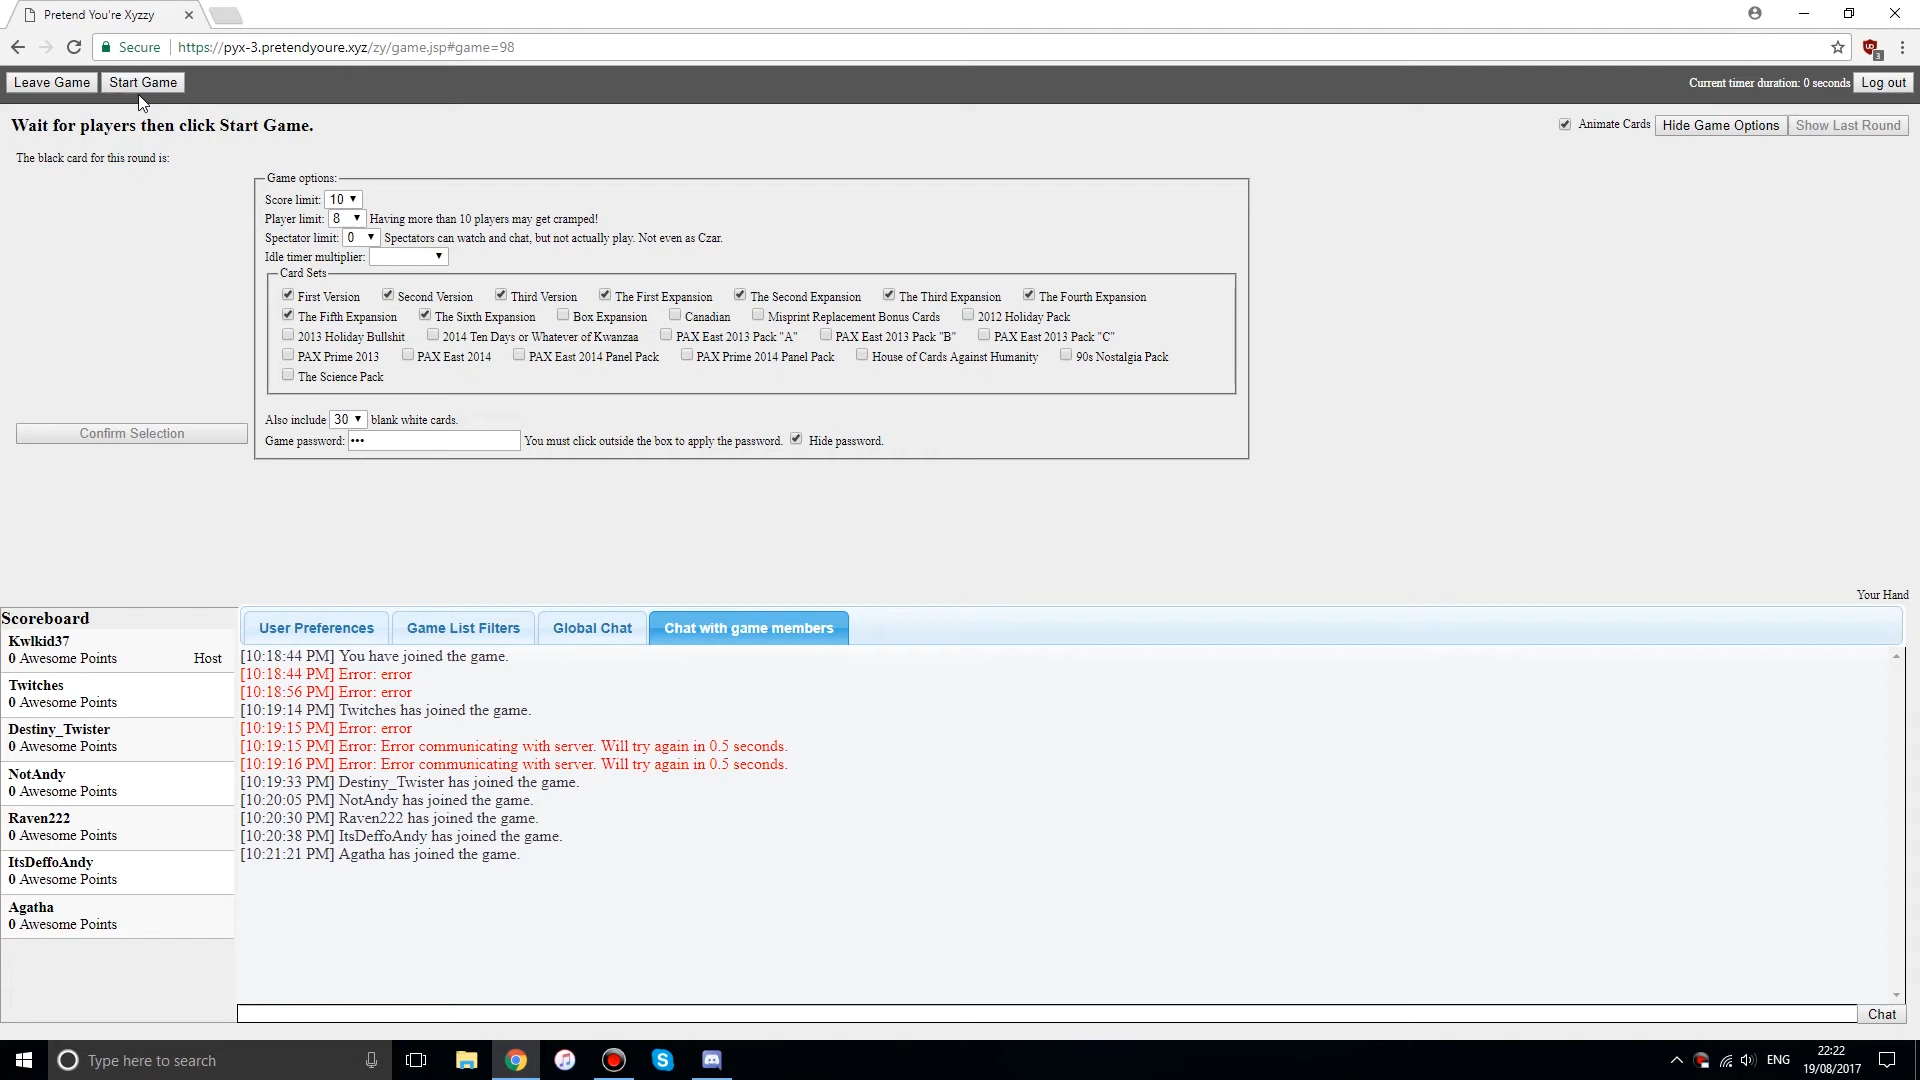 Pretend You're Xyzzy
Secure https://pyx-3.pretendyoure.xyz/zy/game.jsp#game=98
3
Leave Game Start Game Current timer duration: 0 seconds Log out
Wait for players then click Start Game. Animate Cards Hide Game Options Show Last Round
The black card for this round is:
Game options:
Score limit: 10
Player limit: 8 Having more than 10 players may get cramped!
Spectator limit: 0 Spectators can watch and chat, but not actually play. Not even as Czar.
Idle timer multiplier:
Card Sets
First Version Second Version Third Version The First Expansion The Second Expansion The Third Expansion The Fourth Expansion
The Fifth Expansion The Sixth Expansion Box Expansion Canadian Misprint Replacement Bonus Cards 2012 Holiday Pack
2013 Holiday Bullshit 2014 Ten Days or Whatever of Kwanzaa PAX East 2013 Pack "A" PAX East 2013 Pack "B" PAX East 2013 Pack "C"
PAX Prime 2013 PAX East 2014 PAX East 2014 Panel Pack PAX Prime 2014 Panel Pack House of Cards Against Humanity 90s Nostalgia Pack
The Science Pack
Also include 30 blank white cards.
Confirm Selection
Game password: ••• You must click outside the box to apply the password. Hide password.
Your Hand
Scoreboard
Kwlkid37
0 Awesome Points Host
Twitches
0 Awesome Points
Destiny_Twister
0 Awesome Points
NotAndy
0 Awesome Points
Raven222
0 Awesome Points
ItsDeffoAndy
0 Awesome Points
Agatha
0 Awesome Points
User Preferences Game List Filters Global Chat Chat with game members
[10:18:44 PM] You have joined the game.
[10:18:44 PM] Error: error
[10:18:56 PM] Error: error
[10:19:14 PM] Twitches has joined the game.
[10:19:15 PM] Error: error
[10:19:15 PM] Error: Error communicating with server. Will try again in 0.5 seconds.
[10:19:16 PM] Error: Error communicating with server. Will try again in 0.5 seconds.
[10:19:33 PM] Destiny_Twister has joined the game.
[10:20:05 PM] NotAndy has joined the game.
[10:20:30 PM] Raven222 has joined the game.
[10:20:38 PM] ItsDeffoAndy has joined the game.
[10:21:21 PM] Agatha has joined the game.
Chat
Type here to search
ENG
22:22
19/08/2017